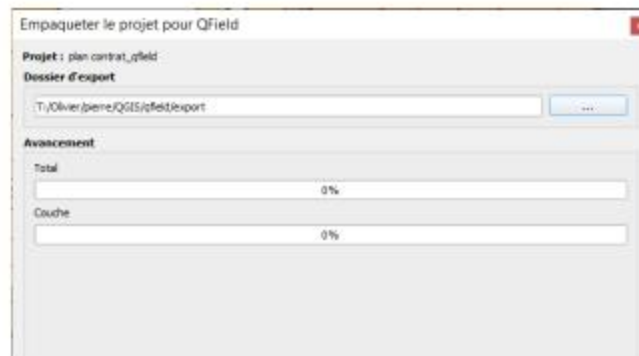 Empaqueter le projet pour QField
Projet : plan contrat_qfield
Dossier d'export
T:/Olivier/pierre/QGIS/qfield/export
...
Avancement
Total
0%
Couche
0%